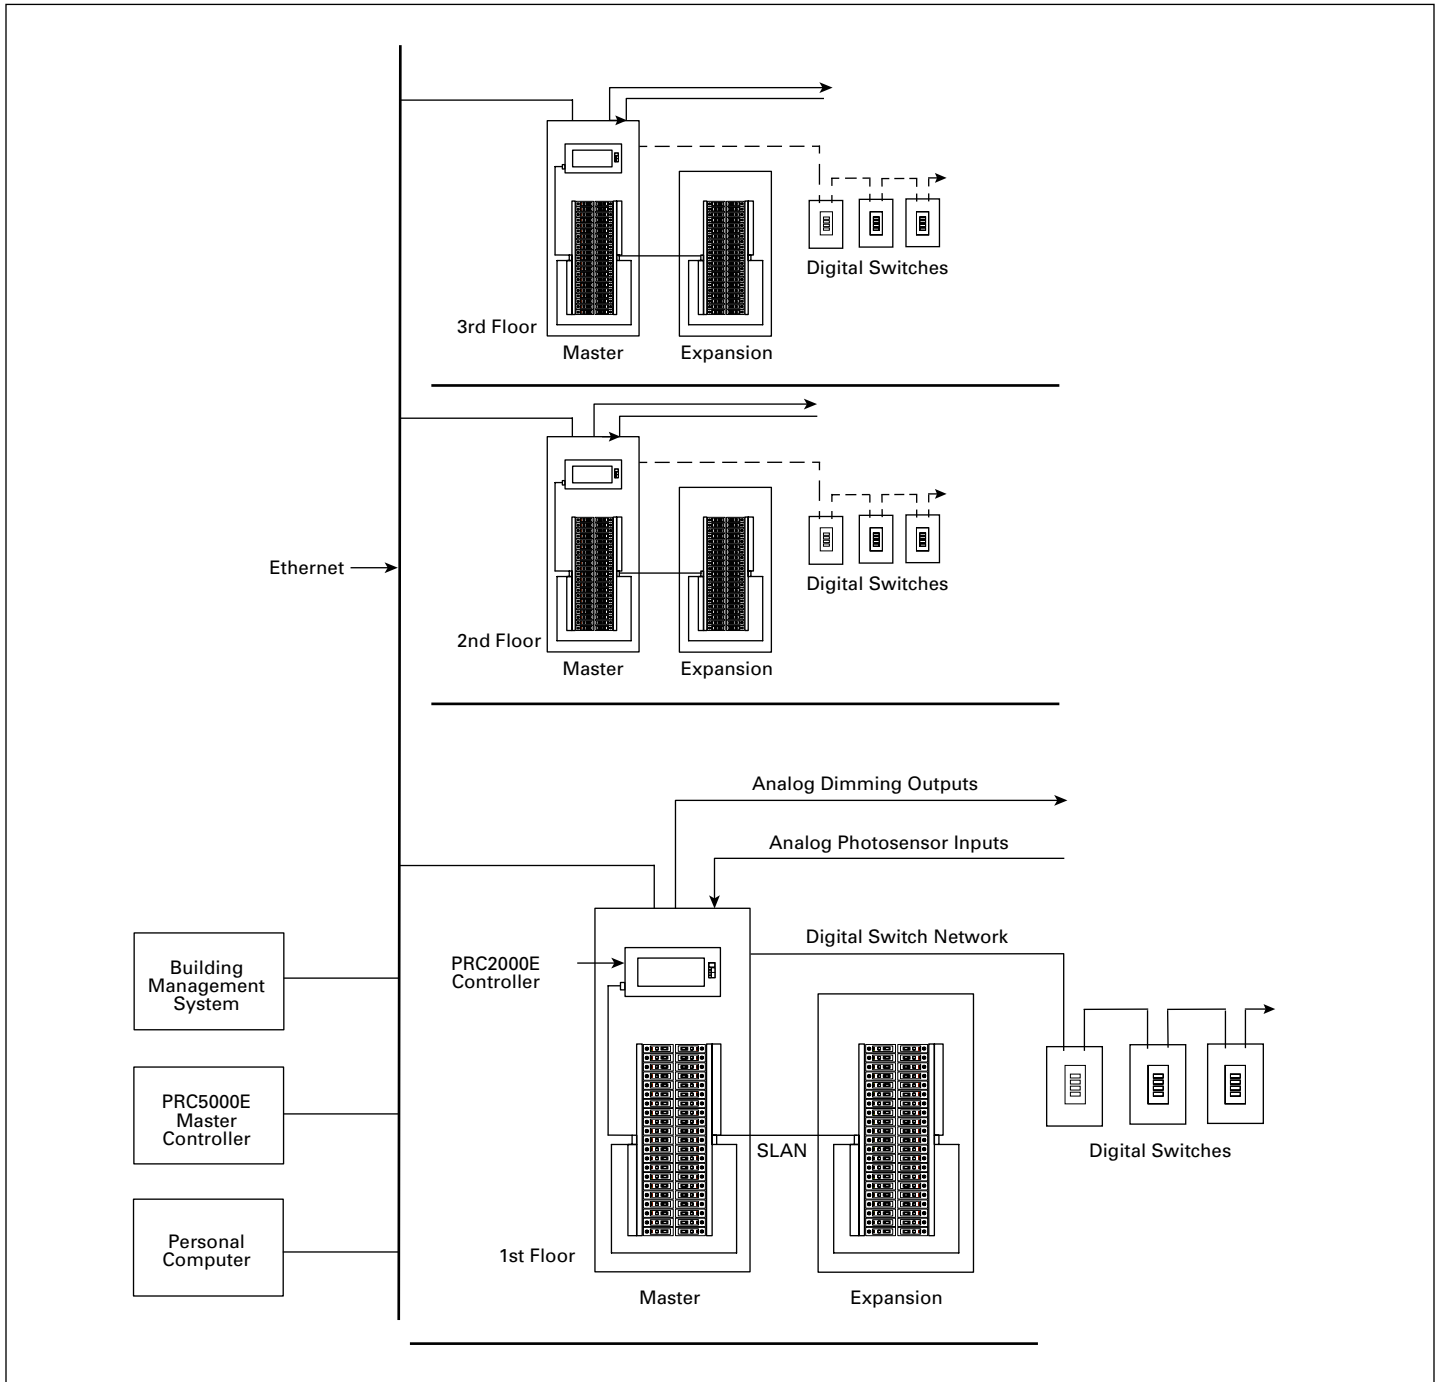 Digital Switches
3rd Floor
Master
Expansion
Ethernet
Digital Switches
2nd Floor
Master
Expansion
Analog Dimming Outputs
Analog Photosensor Inputs
Digital Switch Network
PRC2000E
Controller
Building
Management
System
PRC5000E
Master
Controller
SLAN
Digital Switches
Personal
Computer
1st Floor
Master
Expansion